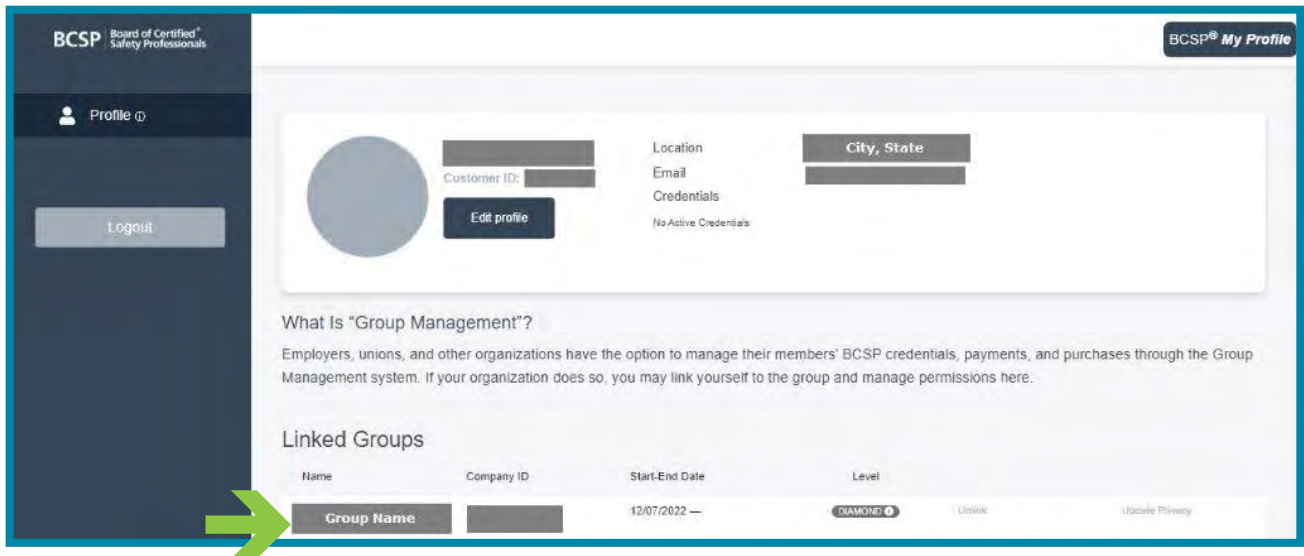 BCSP Board of Certified®
Safety Professionals
BCSP® My Profile
Profile
Logout
Customer ID:
Edit profile
Location
City, State
Email
Credentials
No Active Credentials
What Is “Group Management”?
Employers, unions, and other organizations have the option to manage their members' BCSP credentials, payments, and purchases through the Group
Management system. If your organization does so, you may link yourself to the group and manage permissions here.
Linked Groups
Name Company ID Start-End Date Level
Group Name 12/07/2022 — DIAMOND Unlink Update Privacy